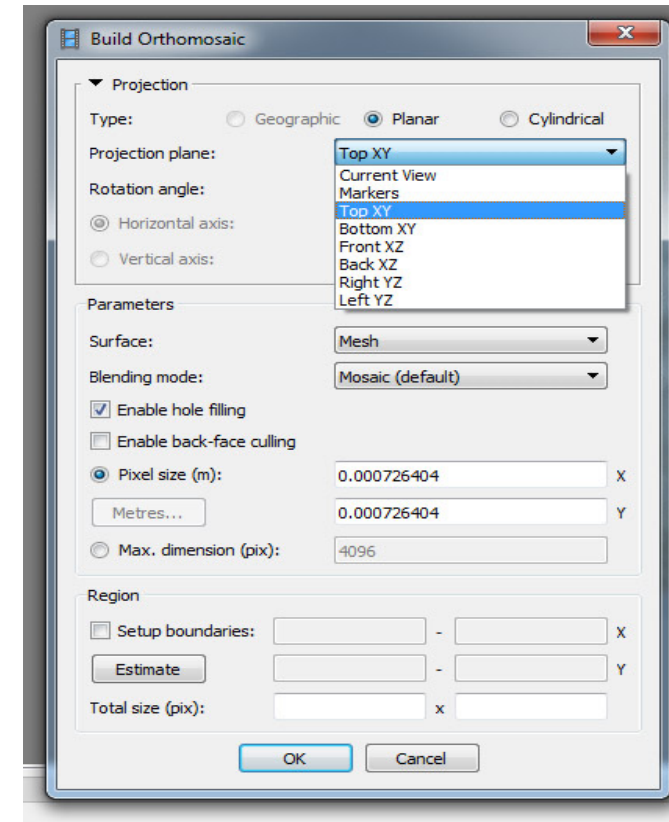 Build Orthomosaic
Projection
Type: Geographic Planar Cylindrical
Projection plane: Top XY
Current View
Rotation angle: Markers
Top XY
Horizontal axis: Bottom XY
Front XZ
Vertical axis: Back XZ
Right YZ
Left YZ
Parameters
Surface: Mesh
Blending mode: Mosaic (default)
Enable hole filling
Enable back-face culling
Pixel size (m): 0.000726404 X
Metres... 0.000726404 Y
Max. dimension (pix): 4096
Region
Setup boundaries: - X
Estimate - Y
Total size (pix): x
OK Cancel